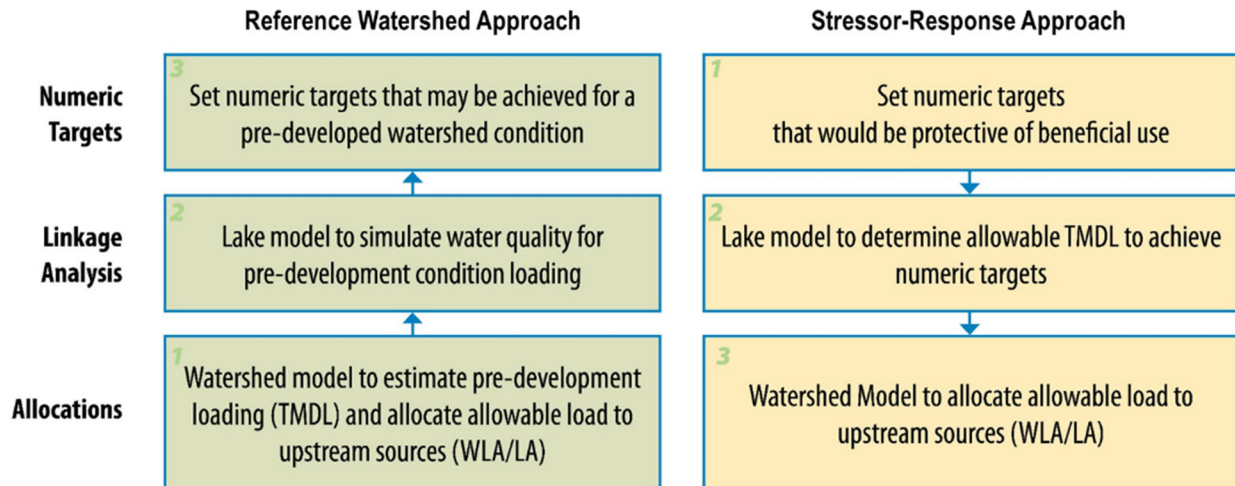 Reference Watershed Approach
Stressor-Response Approach
Numeric
Targets
3
Set numeric targets that may be achieved for a
pre-developed watershed condition
1
Set numeric targets
that would be protective of beneficial use
Linkage
Analysis
2
Lake model to simulate water quality for
pre-development condition loading
2
Lake model to determine allowable TMDL to achieve
numeric targets
Allocations
1
Watershed model to estimate pre-development
loading (TMDL) and allocate allowable load to
upstream sources (WLA/LA)
3
Watershed Model to allocate allowable load to
upstream sources (WLA/LA)